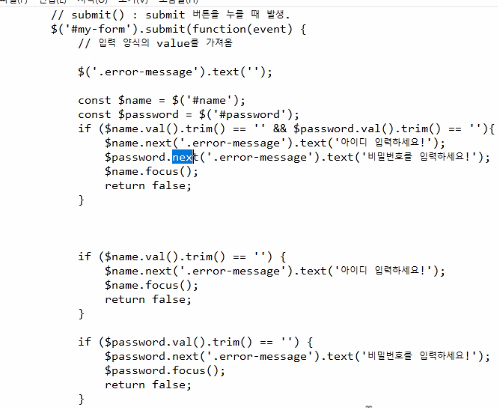 // submit() : submit 버튼을 누를 때 발생.
$('#my-form').submit(function(event) {
// 입력 양식의 value를 가져옴
$('.error-message').text('');
const $name = $('#name');
const $password = $('#password');
if ($name.val().trim() == '' && $password.val().trim() == ''){
$name.next('.error-message').text('아이디 입력하세요!');
$password.next('.error-message').text('비밀번호를 입력하세요!');
$name.focus();
return false;
}
if ($name.val().trim() == '') {
$name.next('.error-message').text('아이디 입력하세요!');
$name.focus();
return false;
}
if ($password.val().trim() == '') {
$password.next('.error-message').text('비밀번호를 입력하세요!');
$password.focus();
return false;
}